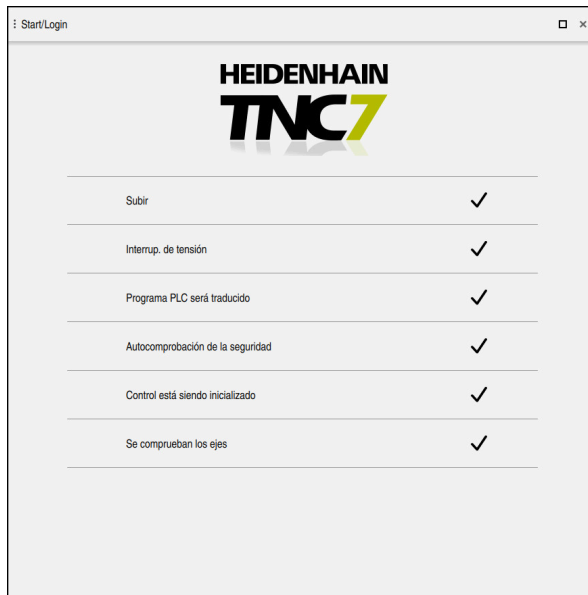 Start/Login
HEIDENHAIN
TNC7
Subir
Interrup. de tensión
Programa PLC será traducido
Autocomprobación de la seguridad
Control está siendo inicializado
Se comprueban los ejes